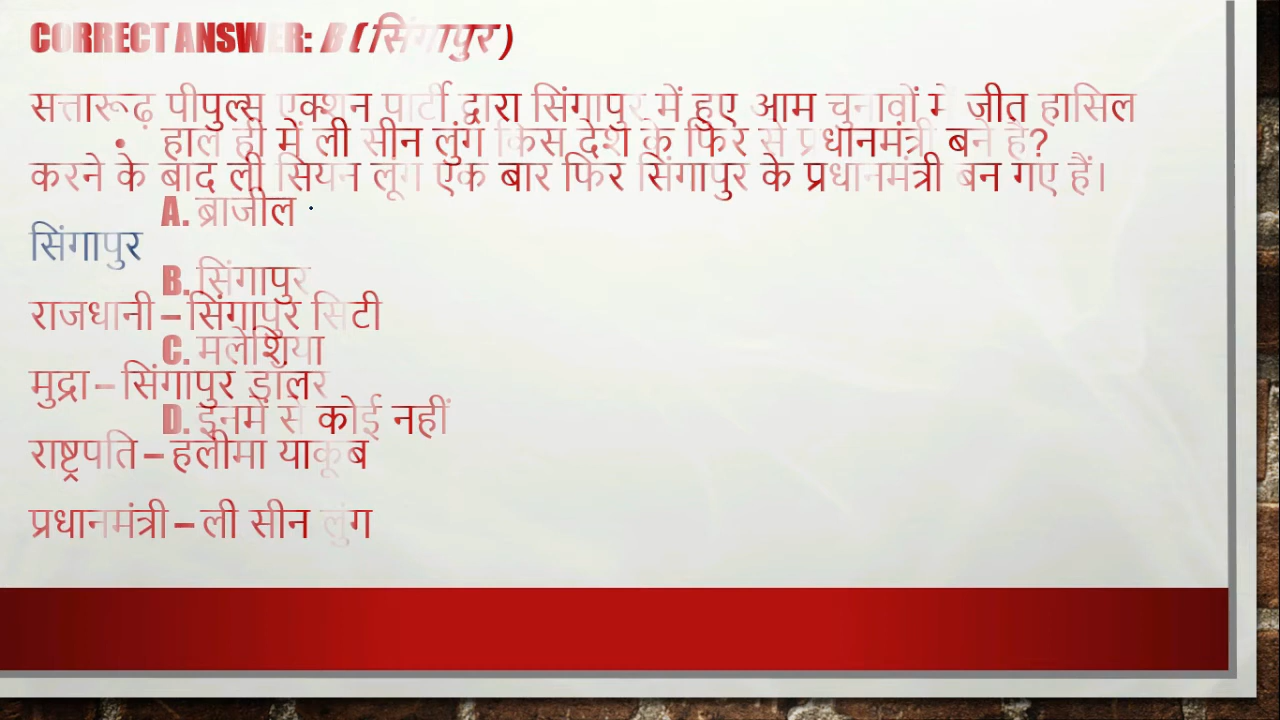 CORRECT ANSWER: B ( सिंगापुर )
सत्तारूढ़ पीपुल्स एक्शन पार्टी द्वारा सिंगापुर में हुए आम चुनावों में जीत हासिल
• हाल ही में ली सीन लुंग किस देश के फिर से प्रधानमंत्री बने है?
करने के बाद ली सियन लूंग एक बार फिर सिंगापुर के प्रधानमंत्री बन गए हैं।
A. ब्राजील
सिंगापुर
B. सिंगापुर
राजधानी – सिंगापुर सिटी
C. मलेशिया
मुद्रा – सिंगापुर डॉलर
D. इनमें से कोई नहीं
राष्ट्रपति – हलीमा याकूब
प्रधानमंत्री – ली सीन लुंग